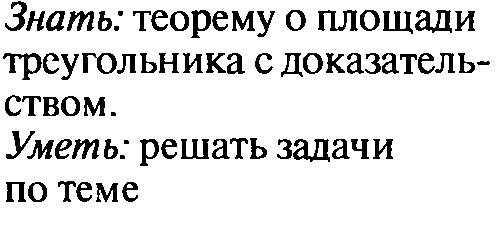 Знать: теорему о площади
треугольника с доказатель-
ством.
Уметь: решать задачи
по теме